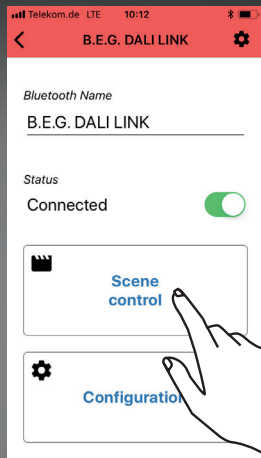 Telekom.de LTE 10:12
B.E.G. DALI LINK
Bluetooth Name
B.E.G. DALI LINK
Status
Connected
Scene
control
Configuration